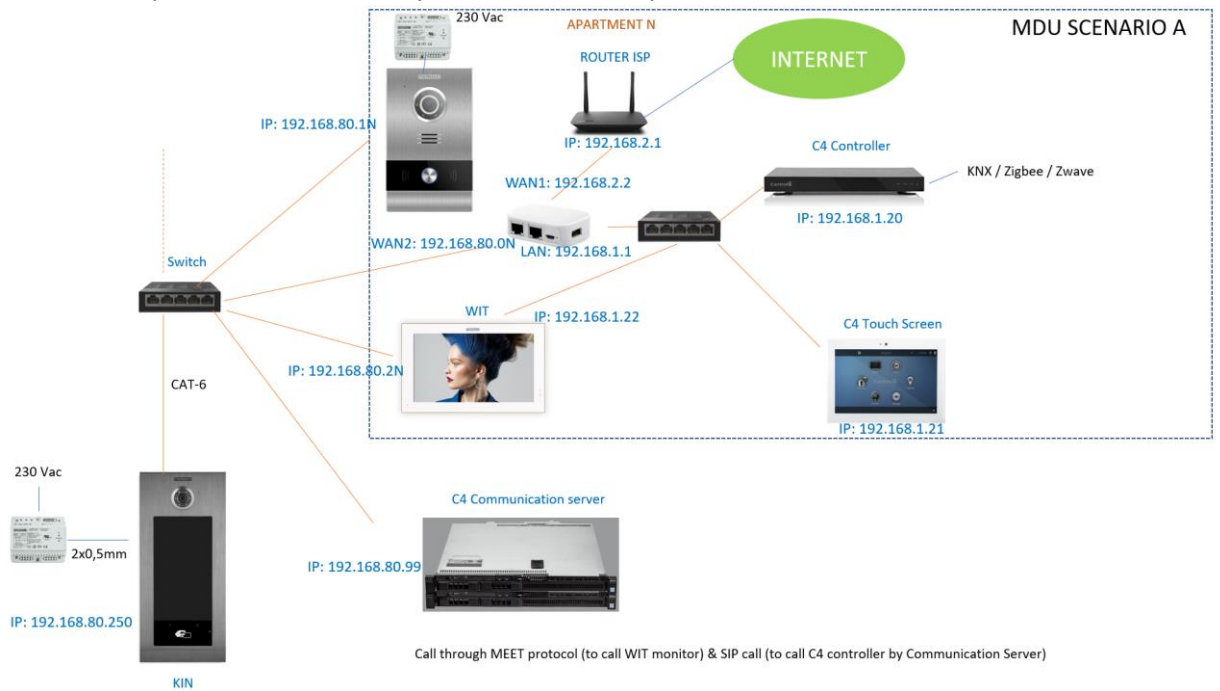 230 Vac
APARTMENT N
MDU SCENARIO A
ROUTER ISP
INTERNET
IP: 192.168.80.1N
IP: 192.168.2.1
C4 Controller
KNX / Zigbee / Zwave
WAN1: 192.168.2.2
IP: 192.168.1.20
WAN2: 192.168.80.0N
LAN: 192.168.1.1
Switch
WIT
IP: 192.168.1.22
C4 Touch Screen
IP: 192.168.80.2N
CAT-6
IP: 192.168.1.21
230 Vac
C4 Communication server
2x0,5mm
IP: 192.168.80.99
IP: 192.168.80.250
Call through MEET protocol (to call WIT monitor) & SIP call (to call C4 controller by Communication Server)
KIN